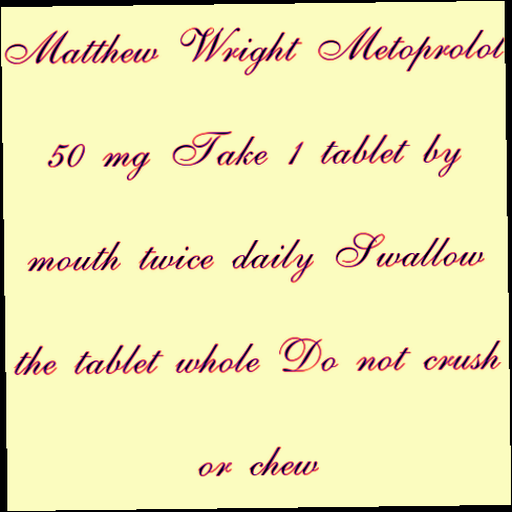 Matthew Wright Metoprolol
50 mg Take 1 tablet by
mouth twice daily Swallow
the tablet whole Do not crush
or chew